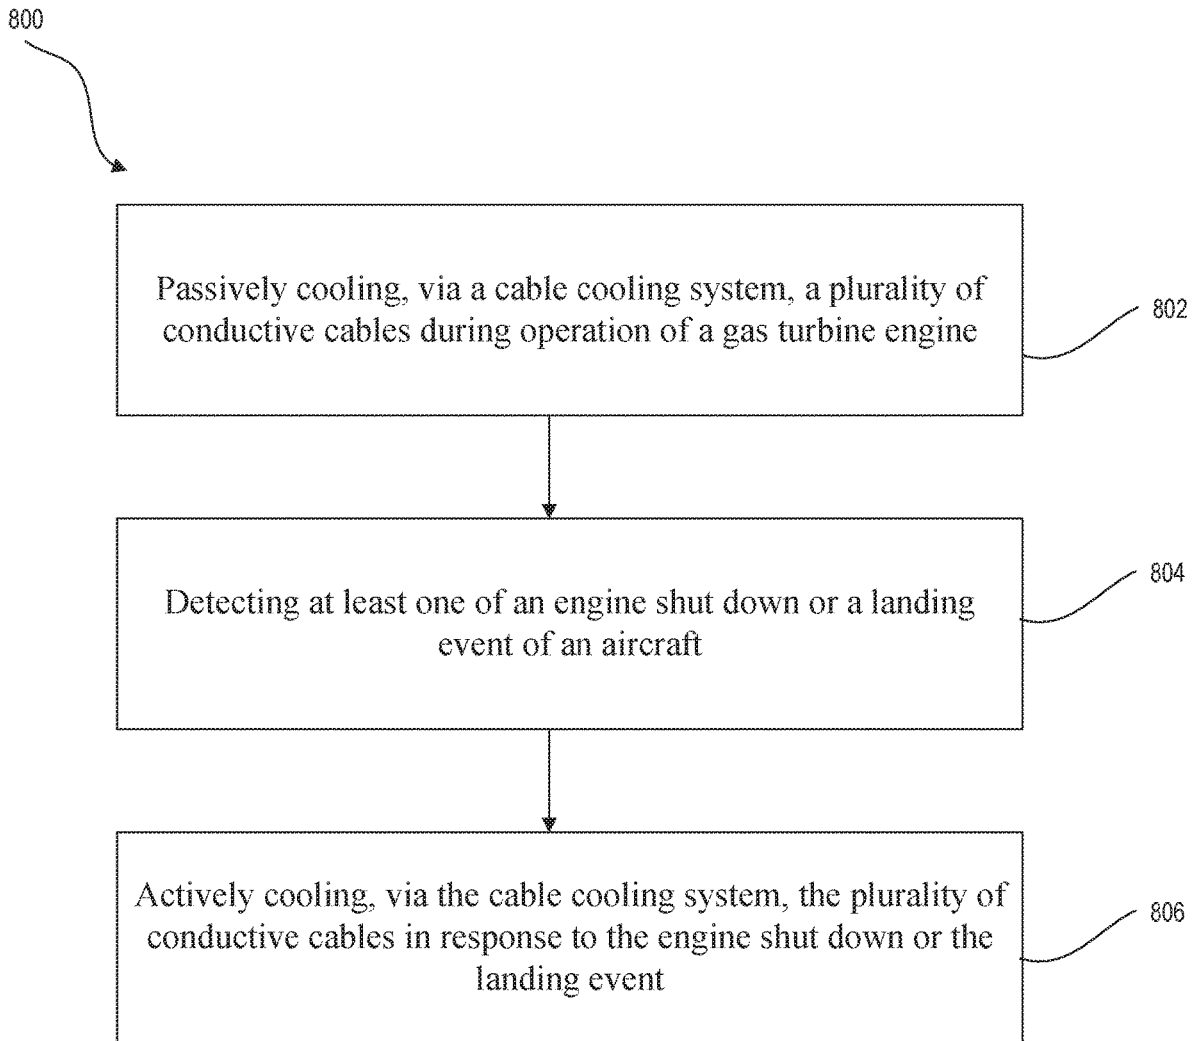 800
Passively cooling, via a cable cooling system, a plurality of
conductive cables during operation of a gas turbine engine
802
Detecting at least one of an engine shut down or a landing
event of an aircraft
804
Actively cooling, via the cable cooling system, the plurality of
conductive cables in response to the engine shut down or the
landing event
806